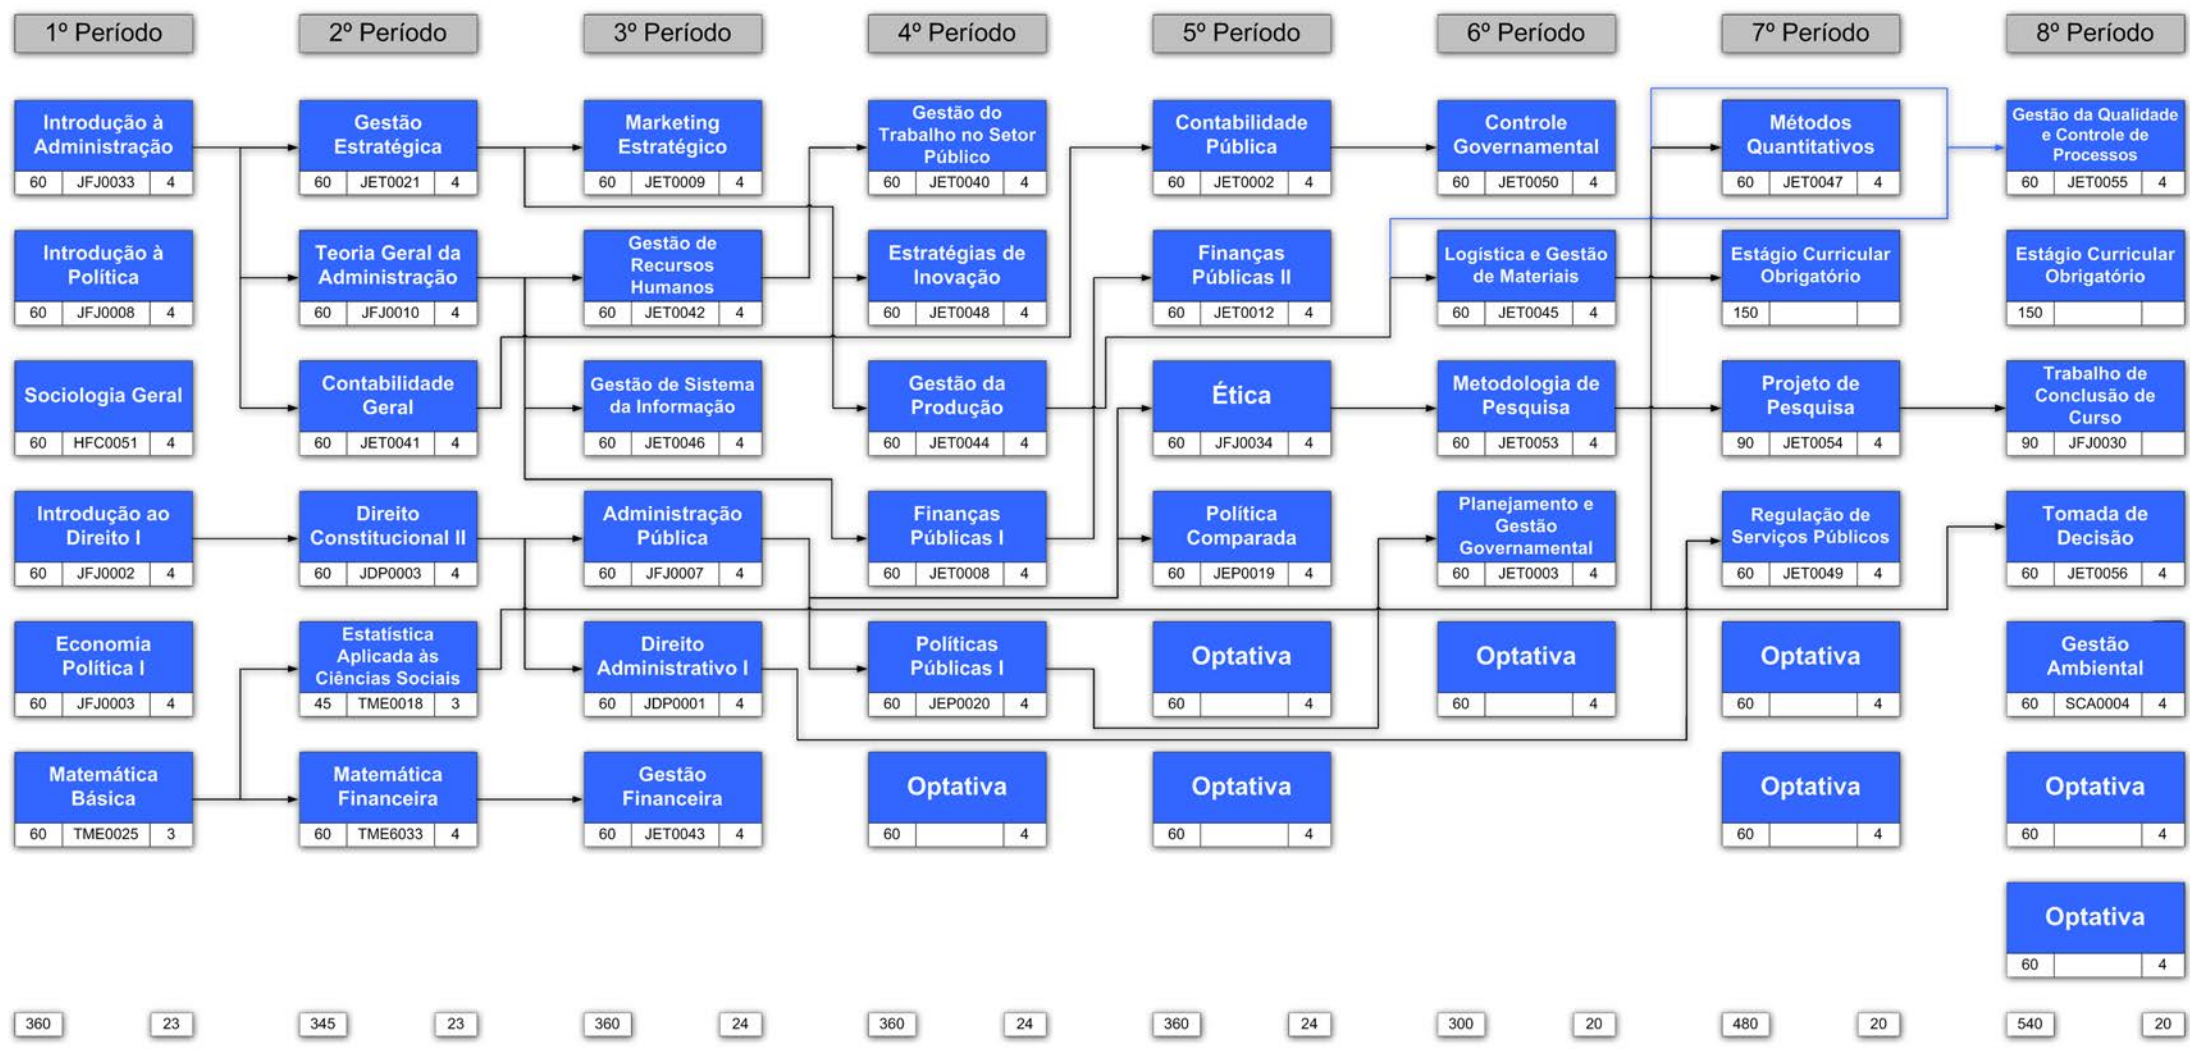 1º Período
2º Período
3º Período
4º Período
5º Período
6º Período
7º Período
8º Período
Introdução à
Administração
60 JFJ0033 4
Gestão
Estratégica
60 JET0021 4
Marketing
Estratégico
60 JET0009 4
Gestão do
Trabalho no Setor
Público
60 JET0040 4
Contabilidade
Pública
60 JET0002 4
Controle
Governamental
60 JET0050 4
Métodos
Quantitativos
60 JET0047 4
Gestão da Qualidade
e Controle de
Processos
60 JET0055 4
Introdução à
Política
60 JFJ0008 4
Teoria Geral da
Administração
60 JFJ0010 4
Gestão de
Recursos
Humanos
60 JET0042 4
Estratégias de
Inovação
60 JET0048 4
Finanças
Públicas II
60 JET0012 4
Logística e Gestão
de Materiais
60 JET0045 4
Estágio Curricular
Obrigatório
150
Estágio Curricular
Obrigatório
150
Sociologia Geral
60 HFC0051 4
Contabilidade
Geral
60 JET0041 4
Gestão de Sistema
da Informação
60 JET0046 4
Gestão da
Produção
60 JET0044 4
Ética
60 JFJ0034 4
Metodologia de
Pesquisa
60 JET0053 4
Projeto de
Pesquisa
90 JET0054 4
Trabalho de
Conclusão de
Curso
90 JFJ0030
Introdução ao
Direito I
60 JFJ0002 4
Direito
Constitucional II
60 JDP0003 4
Administração
Pública
60 JFJ0007 4
Finanças
Públicas I
60 JET0008 4
Política
Comparada
60 JEP0019 4
Planejamento e
Gestão
Governamental
60 JET0003 4
Regulação de
Serviços Públicos
60 JET0049 4
Tomada de
Decisão
60 JET0056 4
Economia
Política I
60 JFJ0003 4
Estatística
Aplicada às
Ciências Sociais
45 TME0018 3
Direito
Administrativo I
60 JDP0001 4
Políticas
Públicas I
60 JEP0020 4
Optativa
60 4
Optativa
60 4
Optativa
60 4
Gestão
Ambiental
60 SCA0004 4
Matemática
Básica
60 TME0025 3
Matemática
Financeira
60 TME6033 4
Gestão
Financeira
60 JET0043 4
Optativa
60 4
Optativa
60 4
Optativa
60 4
Optativa
60 4
Optativa
60 4
360 23
345 23
360 24
360 24
360 24
300 20
480 20
540 20